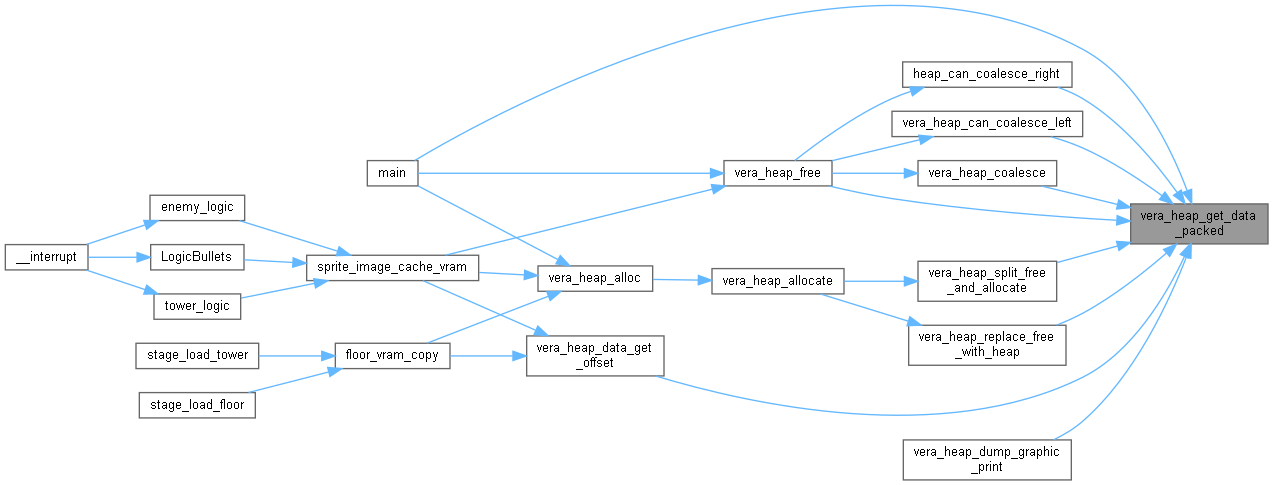 heap_can_coalesce_right
vera_heap_can_coalesce_left
main
vera_heap_free
vera_heap_coalesce
enemy_logic
vera_heap_get_data
_packed
__interrupt
LogicBullets
sprite_image_cache_vram
vera_heap_alloc
vera_heap_allocate
vera_heap_split_free
_and_allocate
tower_logic
vera_heap_replace_free
_with_heap
stage_load_tower
floor_vram_copy
vera_heap_data_get
_offset
stage_load_floor
vera_heap_dump_graphic
_print